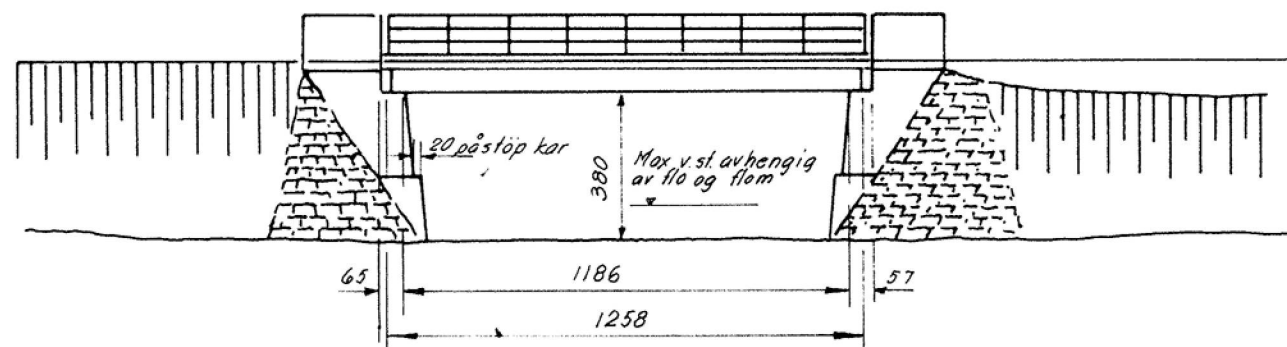 20 påstöp kar
380
Max v.st. avhengig
av flo og flom
65
1186
57
1258